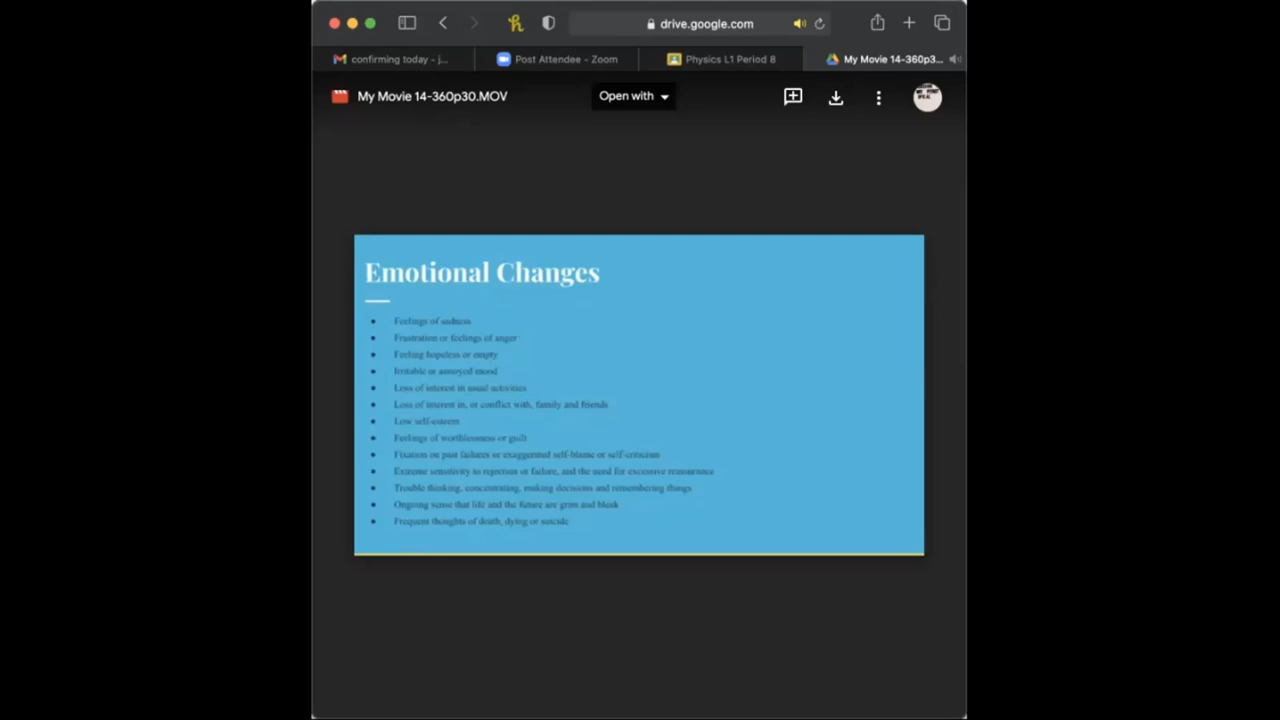 drive.google.com
confirming today - j...
Post Attendee - Zoom
Physics L1 Period 8
My Movie 14-360p3...
My Movie 14-360p30.MOV
Open with
Emotional Changes
Feelings of sadness
Frustration or feelings of anger
Feeling hopeless or empty
Irritable or annoyed mood
Loss of interest in usual activities
Loss of interest in, or conflict with, family and friends
Low self-esteem
Feelings of worthlessness or guilt
Fixation on past failures or exaggerated self-blame or self-criticism
Extreme sensitivity to rejection or failure, and the need for excessive reassurance
Trouble thinking, concentrating, making decisions and remembering things
Ongoing sense that life and the future are grim and bleak
Frequent thoughts of death, dying or suicide